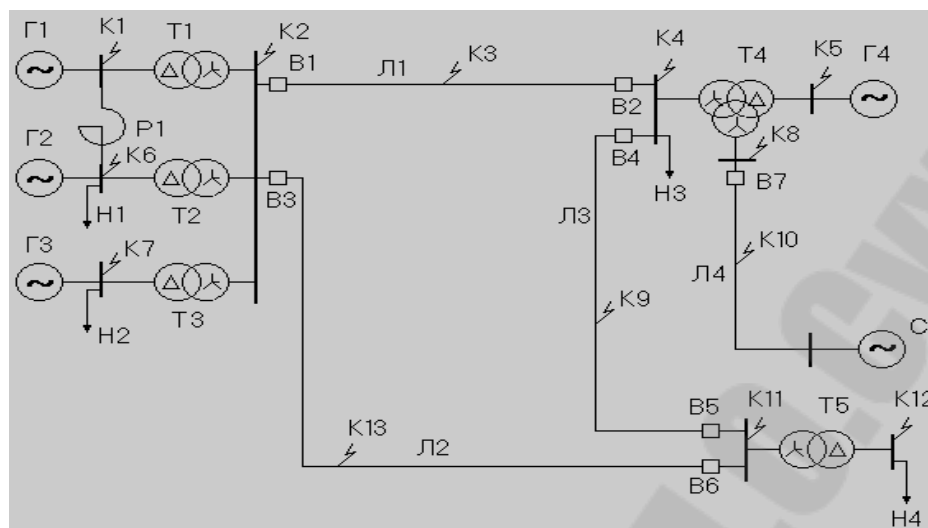 Г1 К1 Т1 К2
В1 Л1 К3 К4 Т4 К5 Г4
Р1 В2
Г2 К6 В4 К8
Н1 Т2 В3 Л3 Н3 В7
Г3 К7 К10
Л4
Н2 Т3 К9 С
В5 К11 Т5 К12
К13 Л2
В6
Н4